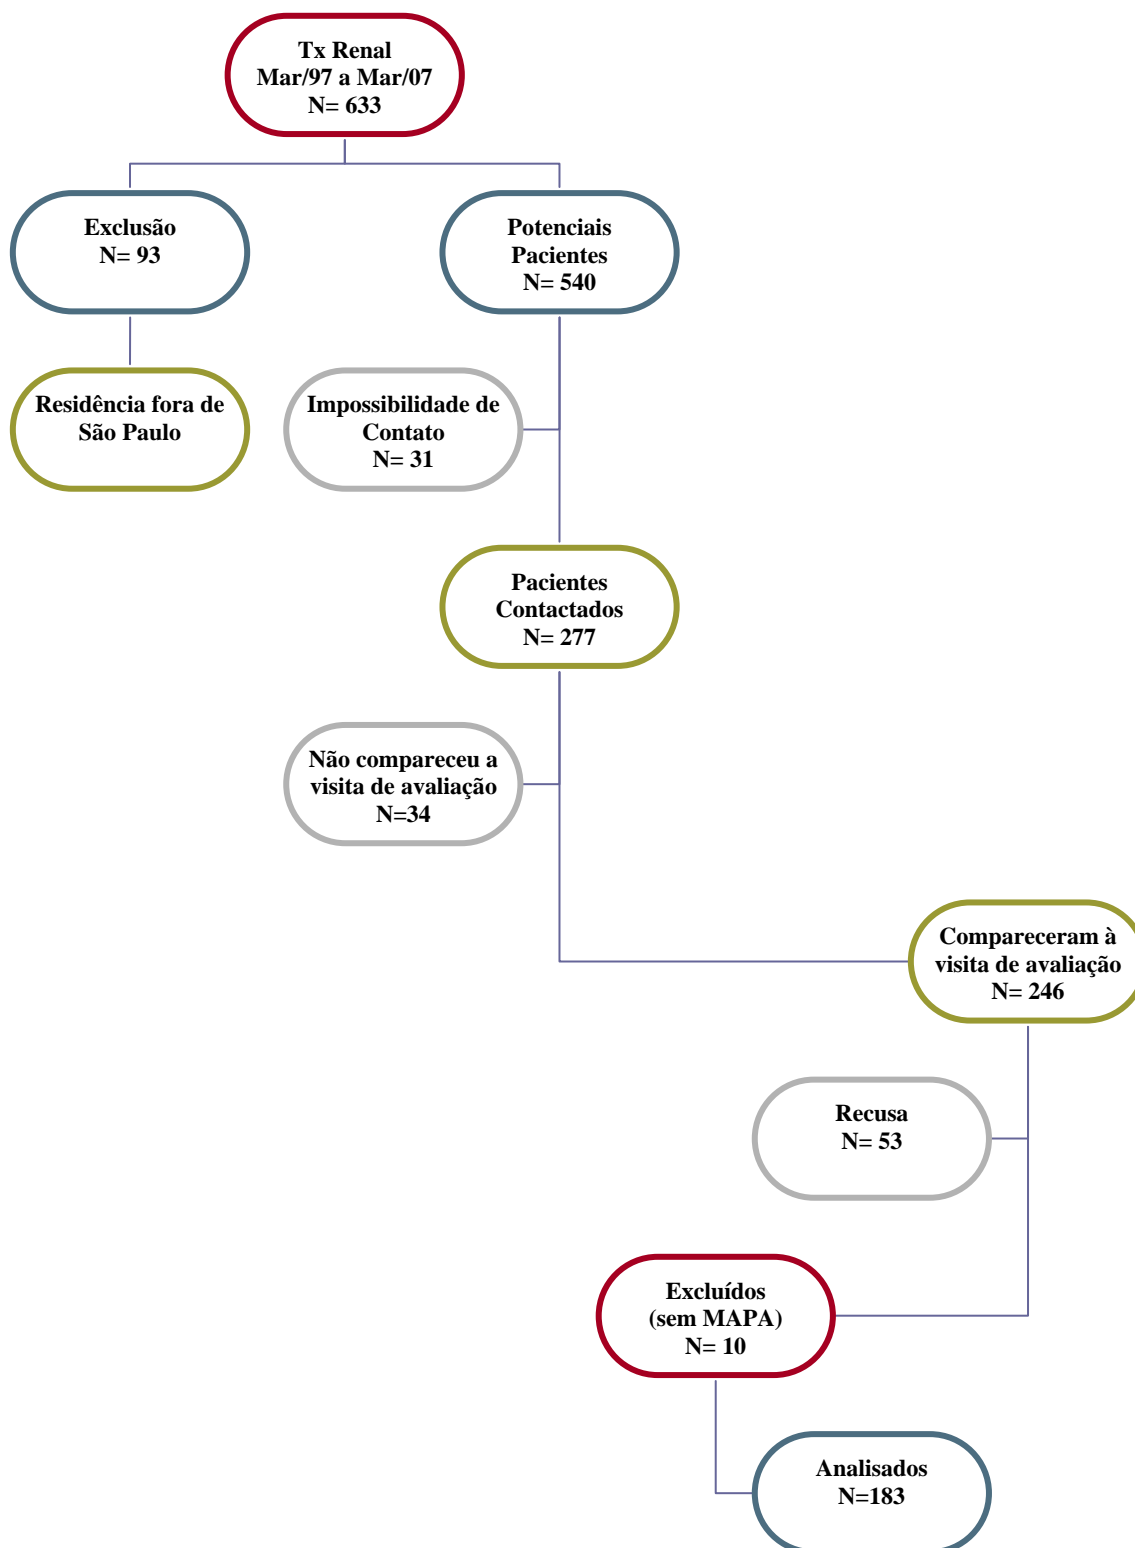 Tx Renal
Mar/97 a Mar/07
N= 633
Exclusão
N= 93
Potenciais
Pacientes
N= 540
Residência fora de
São Paulo
Impossibilidade de
Contato
N= 31
Pacientes
Contactados
N= 277
Não compareceu a
visita de avaliação
N=34
Compareceram à
visita de avaliação
N= 246
Recusa
N= 53
Excluídos
(sem MAPA)
N= 10
Analisados
N=183